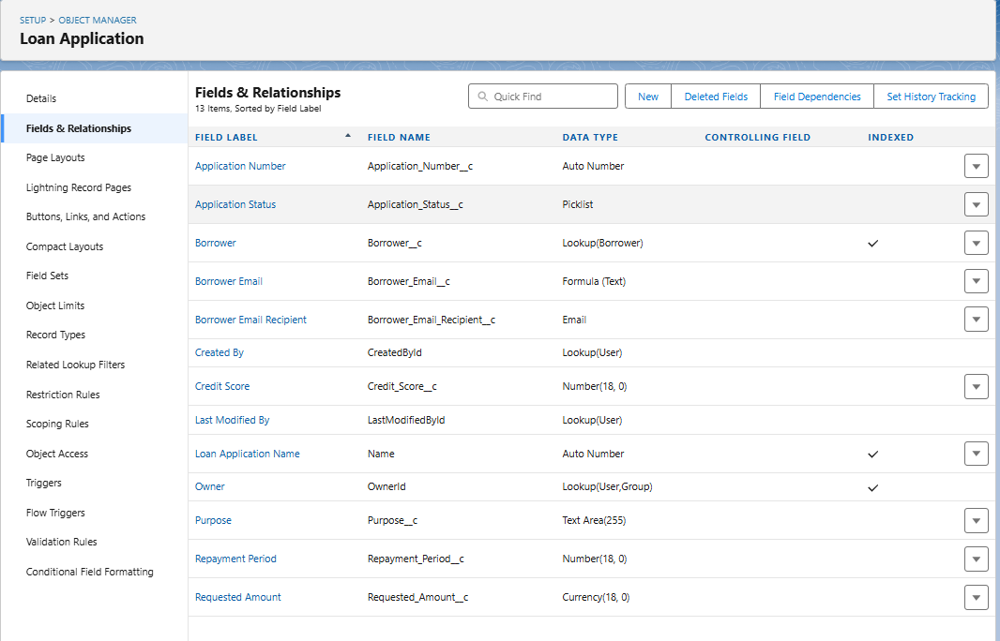 SETUP > OBJECT MANAGER
Loan Application
Details
Fields & Relationships
Page Layouts
Lightning Record Pages
Buttons, Links, and Actions
Compact Layouts
Field Sets
Object Limits
Record Types
Related Lookup Filters
Restriction Rules
Scoping Rules
Object Access
Triggers
Flow Triggers
Validation Rules
Conditional Field Formatting
Fields & Relationships
13 Items, Sorted by Field Label
Quick Find
New
Deleted Fields
Field Dependencies
Set History Tracking
FIELD LABEL FIELD NAME DATA TYPE CONTROLLING FIELD INDEXED
Application Number Application_Number__c Auto Number
Application Status Application_Status__c Picklist
Borrower Borrower__c Lookup(Borrower)
Borrower Email Borrower_Email__c Formula (Text)
Borrower Email Recipient Borrower_Email_Recipient__c Email
Created By CreatedById Lookup(User)
Credit Score Credit_Score__c Number(18, 0)
Last Modified By LastModifiedById Lookup(User)
Loan Application Name Name Auto Number
Owner OwnerId Lookup(User,Group)
Purpose Purpose__c Text Area(255)
Repayment Period Repayment_Period__c Number(18, 0)
Requested Amount Requested_Amount__c Currency(18, 0)